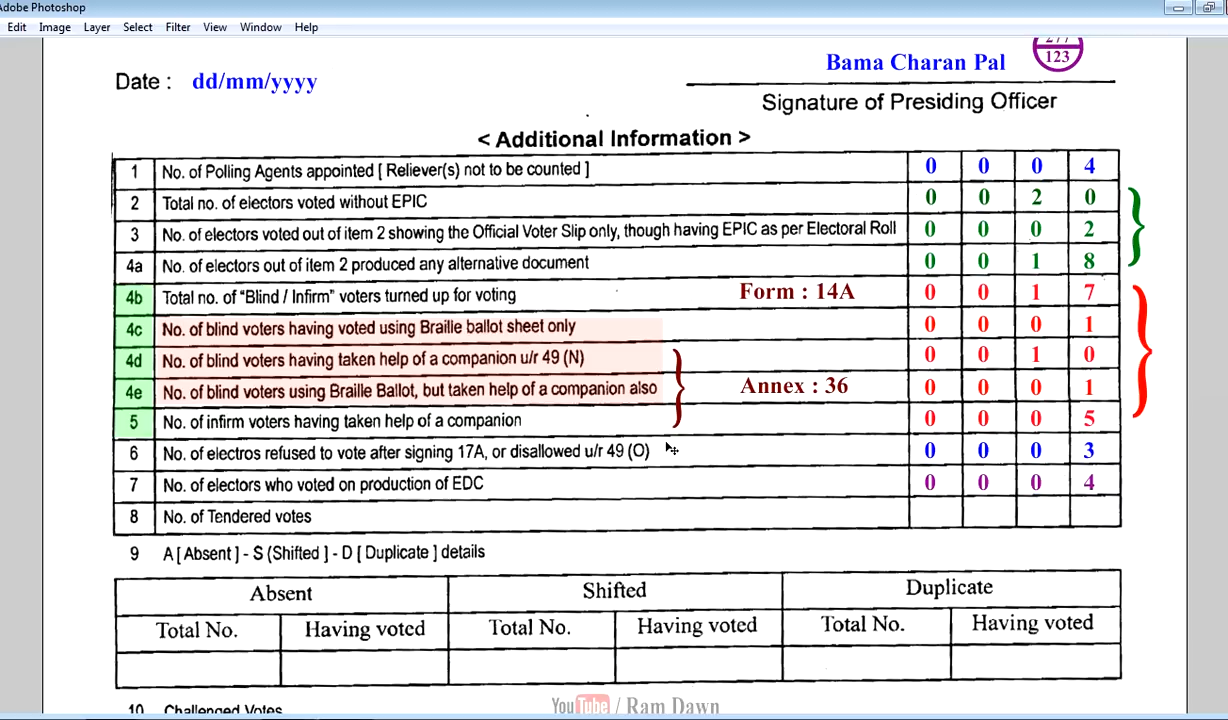 Adobe Photoshop
Edit Image Layer Select Filter View Window Help
277
123
Bama Charan Pal
Date : dd/mm/yyyy
Signature of Presiding Officer
< Additional Information >
1 No. of Polling Agents appointed [ Reliever(s) not to be counted ] 0 0 0 4
2 Total no. of electors voted without EPIC 0 0 2 0
3 No. of electors voted out of item 2 showing the Official Voter Slip only, though having EPIC as per Electoral Roll 0 0 0 2
4a No. of electors out of item 2 produced any alternative document 0 0 1 8
4b Total no. of “Blind / Infirm” voters turned up for voting Form : 14A 0 0 1 7
4c No. of blind voters having voted using Braille ballot sheet only 0 0 0 1
4d No. of blind voters having taken help of a companion u/r 49 (N) 0 0 1 0
4e No. of blind voters using Braille Ballot, but taken help of a companion also Annex : 36 0 0 0 1
5 No. of infirm voters having taken help of a companion 0 0 0 5
6 No. of electros refused to vote after signing 17A, or disallowed u/r 49 (O) 0 0 0 3
7 No. of electors who voted on production of EDC 0 0 0 4
8 No. of Tendered votes
9 A [ Absent ] - S (Shifted ] - D [ Duplicate ] details
Absent Shifted Duplicate
Total No. Having voted Total No. Having voted Total No. Having voted
10 Challenged Votes
YouTube / Ram Dawn